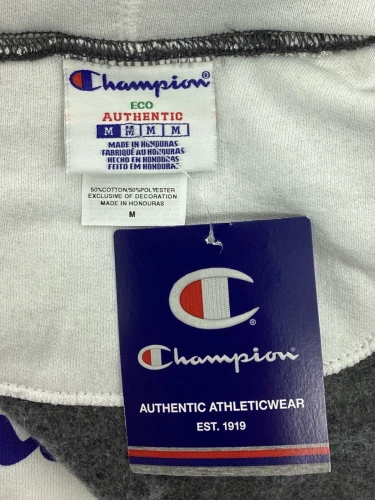 Champion
ECO
AUTHENTIC
M M M M
MADE IN HONDURAS
FABRIQUÉ AU HONDURAS
HECHO EN HONDURAS
FEITO EM HONDURAS
50%COTTON/50%POLYESTER
EXCLUSIVE OF DECORATION
MADE IN HONDURAS
M
Champion
AUTHENTIC ATHLETICWEAR
EST. 1919